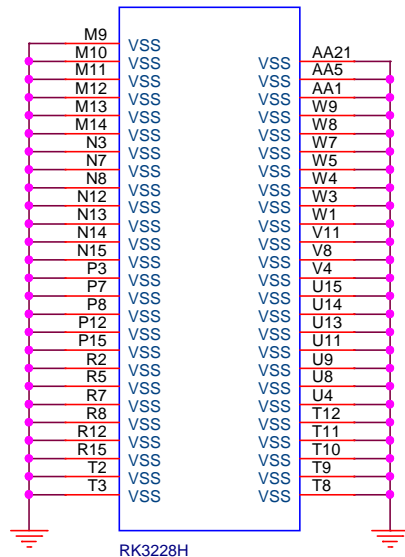 M9 VSS
M10 VSS VSS AA21
M11 VSS VSS AA5
M12 VSS VSS AA1
M13 VSS VSS W9
M14 VSS VSS W8
N3 VSS VSS W7
N7 VSS VSS W5
N8 VSS VSS W4
N12 VSS VSS W3
N13 VSS VSS W1
N14 VSS VSS V11
N15 VSS VSS V8
P3 VSS VSS V4
P7 VSS VSS U15
P8 VSS VSS U14
P12 VSS VSS U13
P15 VSS VSS U11
R2 VSS VSS U9
R5 VSS VSS U8
R7 VSS VSS U4
R8 VSS VSS T12
R12 VSS VSS T11
R15 VSS VSS T10
T2 VSS VSS T9
T3 VSS VSS T8
RK3228H